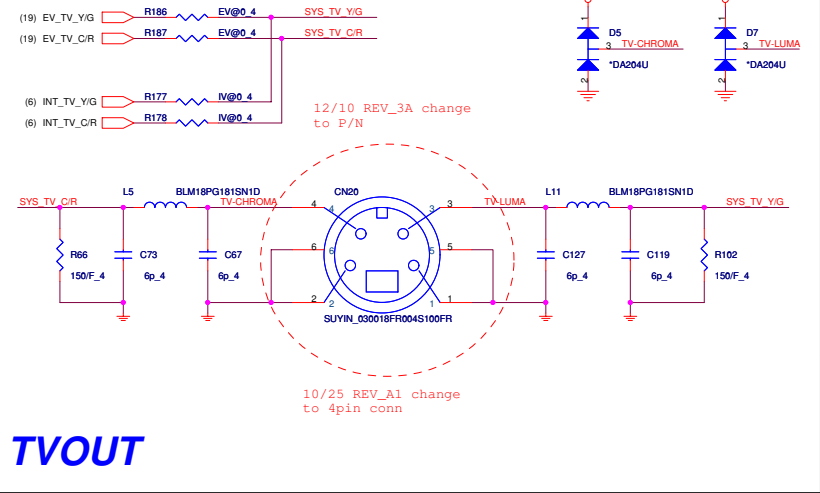 (19) EV_TV_Y/G R186 EV@0_4 SYS_TV_Y/G
(19) EV_TV_C/R R187 EV@0_4 SYS_TV_C/R
1 D5 3 TV-CHROMA *DA204U 2
1 D7 3 TV-LUMA *DA204U 2
(6) INT_TV_Y/G R177 IV@0_4
(6) INT_TV_C/R R178 IV@0_4
12/10 REV_3A change
to P/N
L5 BLM18PG181SN1D CN20 L11 BLM18PG181SN1D
SYS_TV_C/R TV-CHROMA 4 4 3 3 TV-LUMA SYS_TV_Y/G
6 6 5 5
R66 C73 C67 C127 C119 R102
150/F_4 6p_4 6p_4 6p_4 6p_4 150/F_4
2 2 1 1
SUYIN_030018FR004S100FR
10/25 REV_A1 change
to 4pin conn
TVOUT